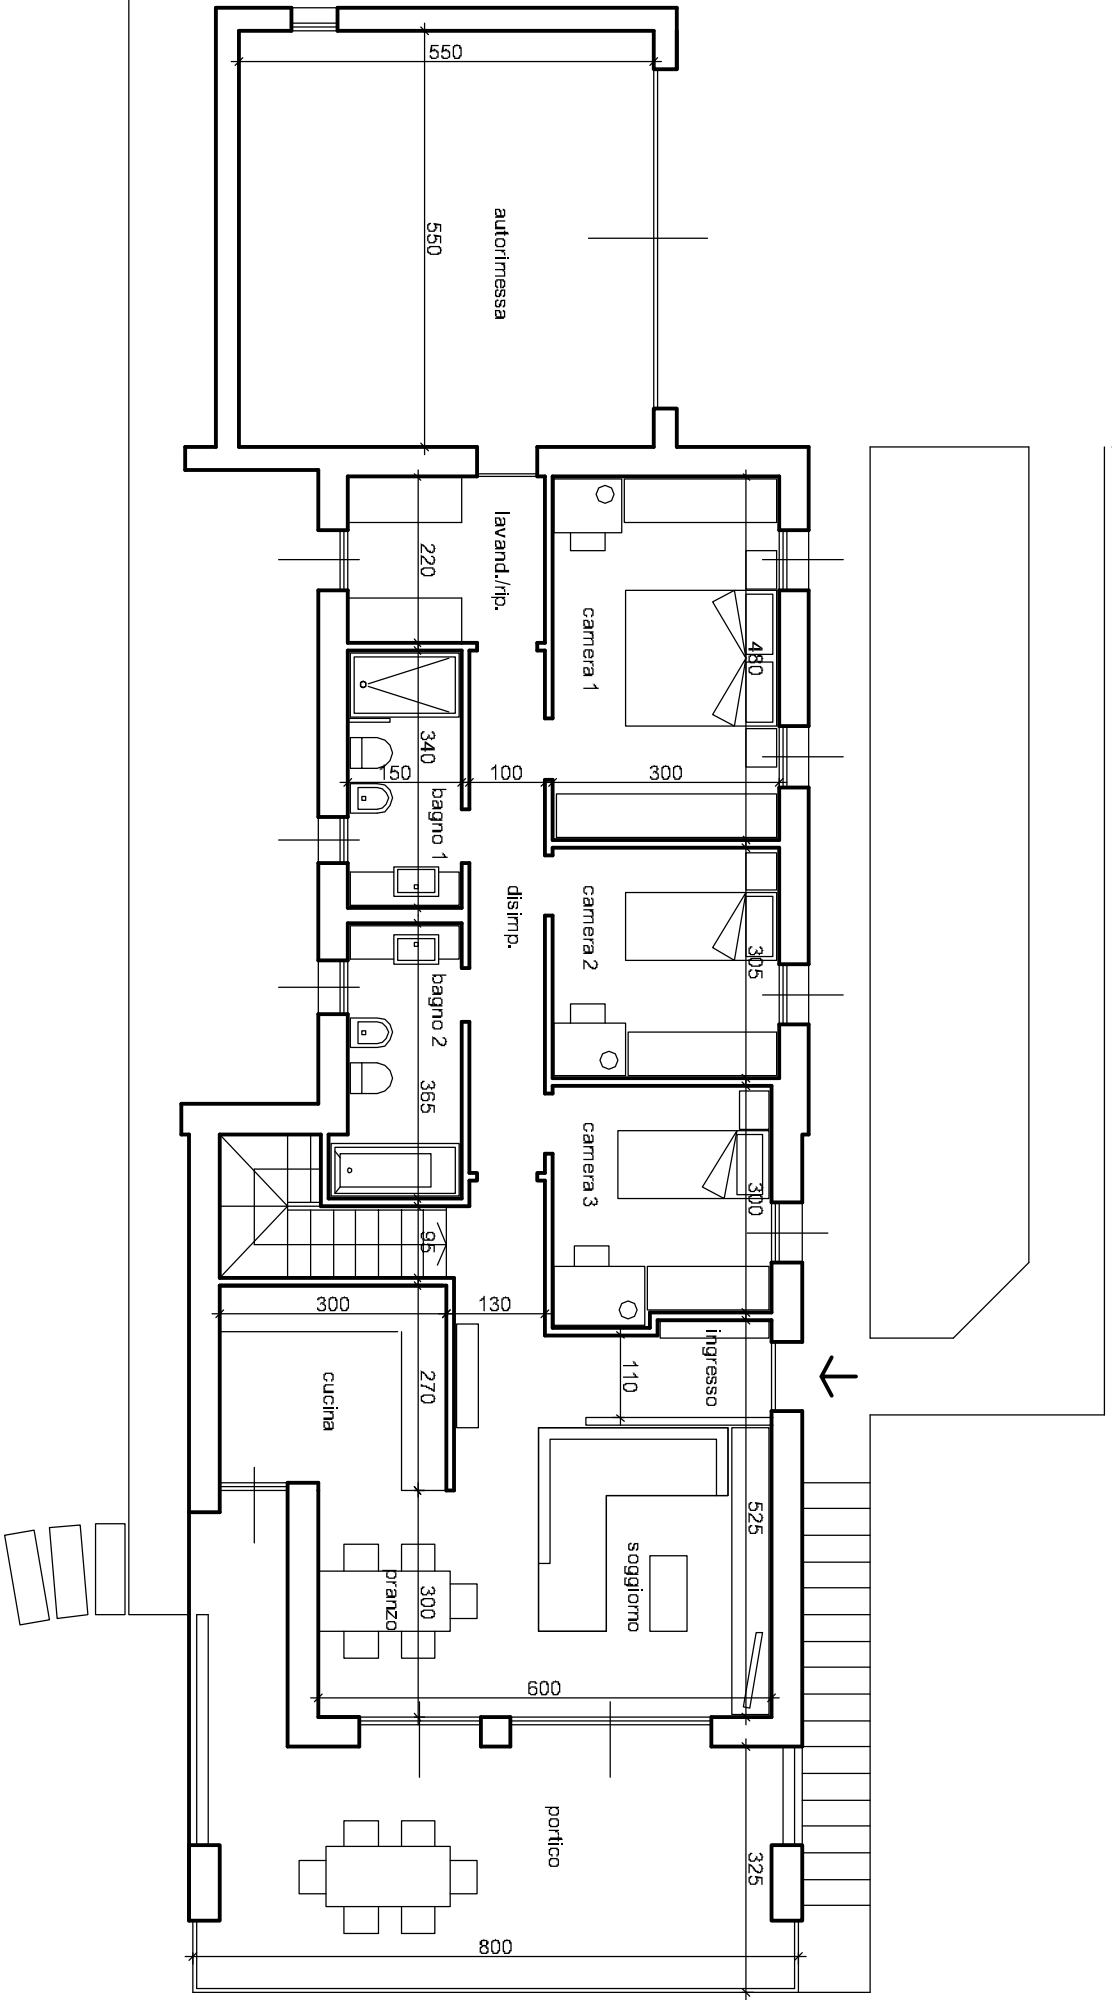 550
550
autorimessa
220
lavand./rip.
camera 1
480
340
150
100
300
bagno 1
disimp.
camera 2
305
bagno 2
365
camera 3
300
95
300
130
270
cucina
110
ingresso
525
soggiorno
pranzo
300
600
portico
325
800